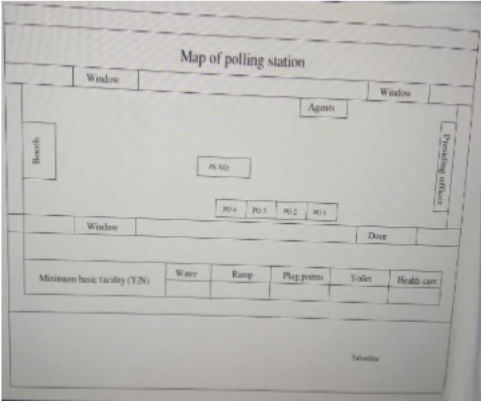 Map of polling station
Window
Window
Agents
Booth
Presiding officer
PS NO.
PO 4 PO 3 PO 2 PO 1
Window
Door
Minimum basic facility (Y/N) Water Ramp Plug points Toilet Health care
Tahsildar